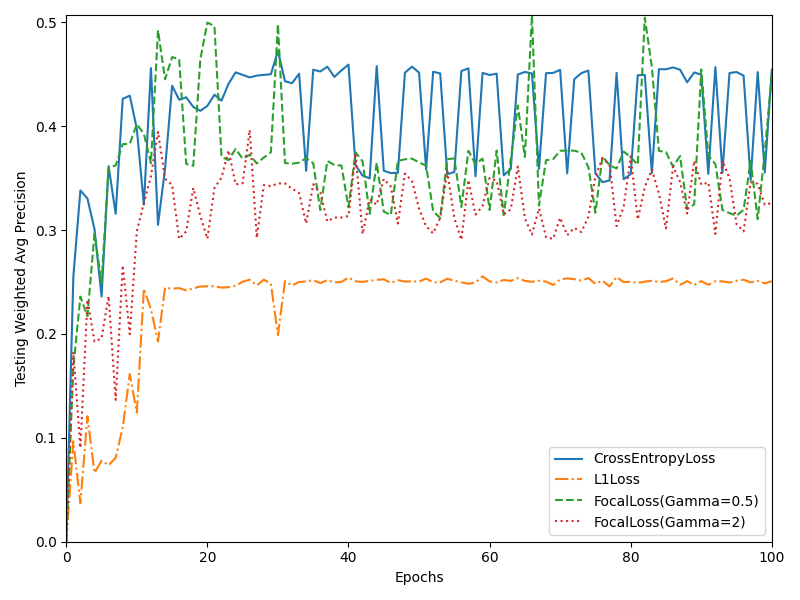 Testing Weighted Avg Precision
0.5
0.4
0.3
0.2
0.1
0.0
0
20
40
60
80
100
Epochs
CrossEntropyLoss
L1Loss
FocalLoss(Gamma=0.5)
FocalLoss(Gamma=2)